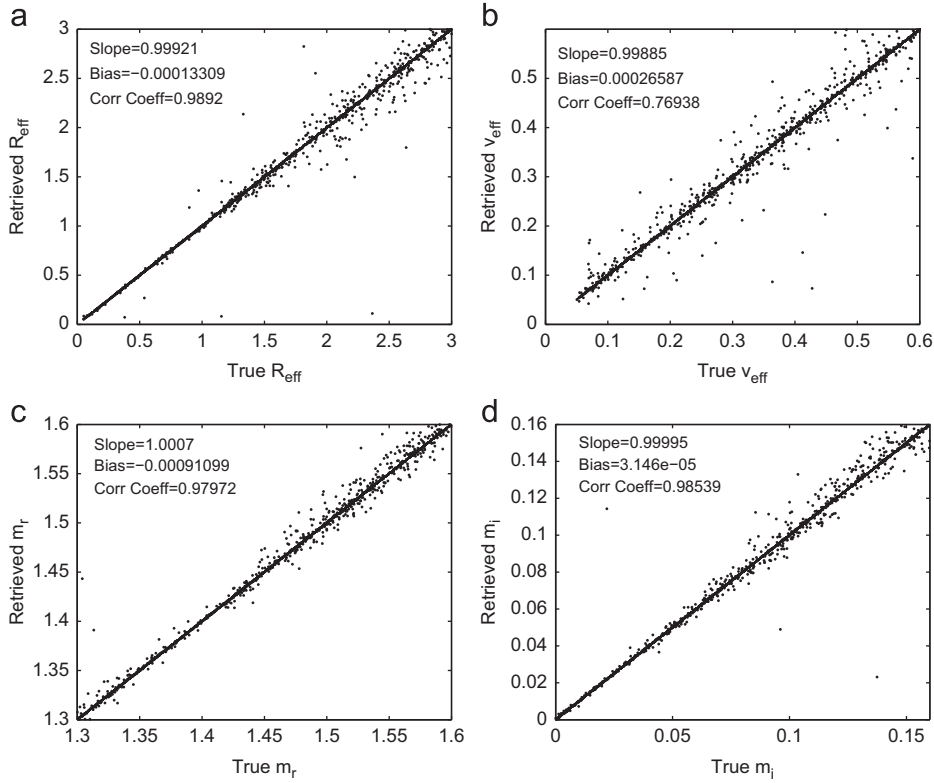 a
Slope=0.99921
Bias=−0.00013309
Corr Coeff=0.9892
3
2.5
2
1.5
1
0.5
0
Retrieved R_eff
0 0.5 1 1.5 2 2.5 3
True R_eff
b
Slope=0.99885
Bias=0.00026587
Corr Coeff=0.76938
0.5
0.4
0.3
0.2
0.1
0
Retrieved v_eff
0 0.1 0.2 0.3 0.4 0.5 0.6
True v_eff
c
Slope=1.0007
Bias=-0.00091099
Corr Coeff=0.97972
1.6
1.55
1.5
1.45
1.4
1.35
1.3
Retrieved m_r
1.3 1.35 1.4 1.45 1.5 1.55 1.6
True m_r
d
Slope=0.99995
Bias=3.146e−05
Corr Coeff=0.98539
0.16
0.14
0.12
0.1
0.08
0.06
0.04
0.02
0
Retrieved m_i
0 0.05 0.1 0.15
True m_i